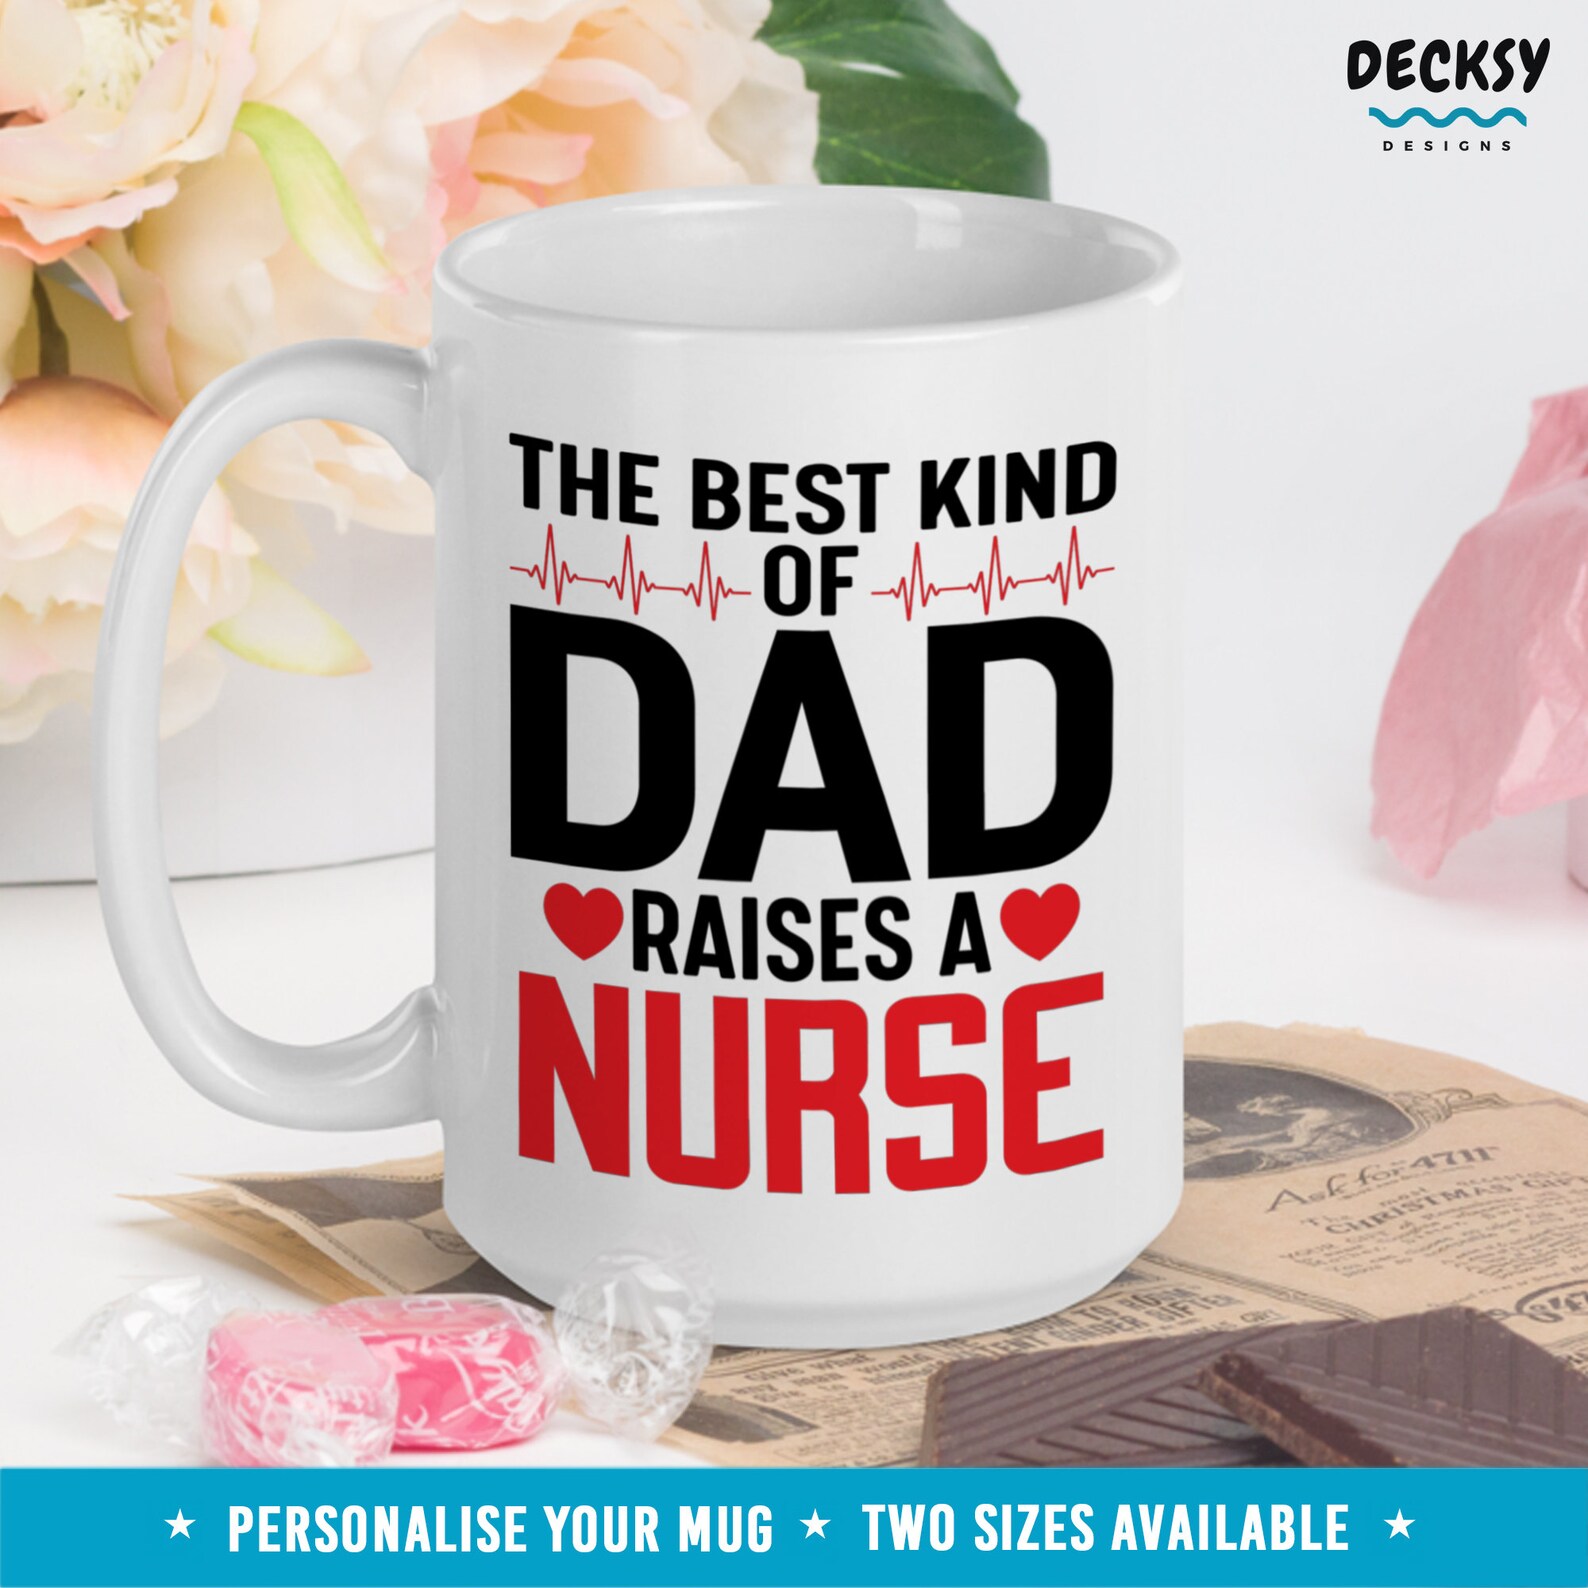 DECKSY
DESIGNS
THE BEST KIND
OF
DAD
RAISES A
NURSE
Ask for 4711
CHRISTMAS GIFT
★ PERSONALISE YOUR MUG ★ TWO SIZES AVAILABLE ★